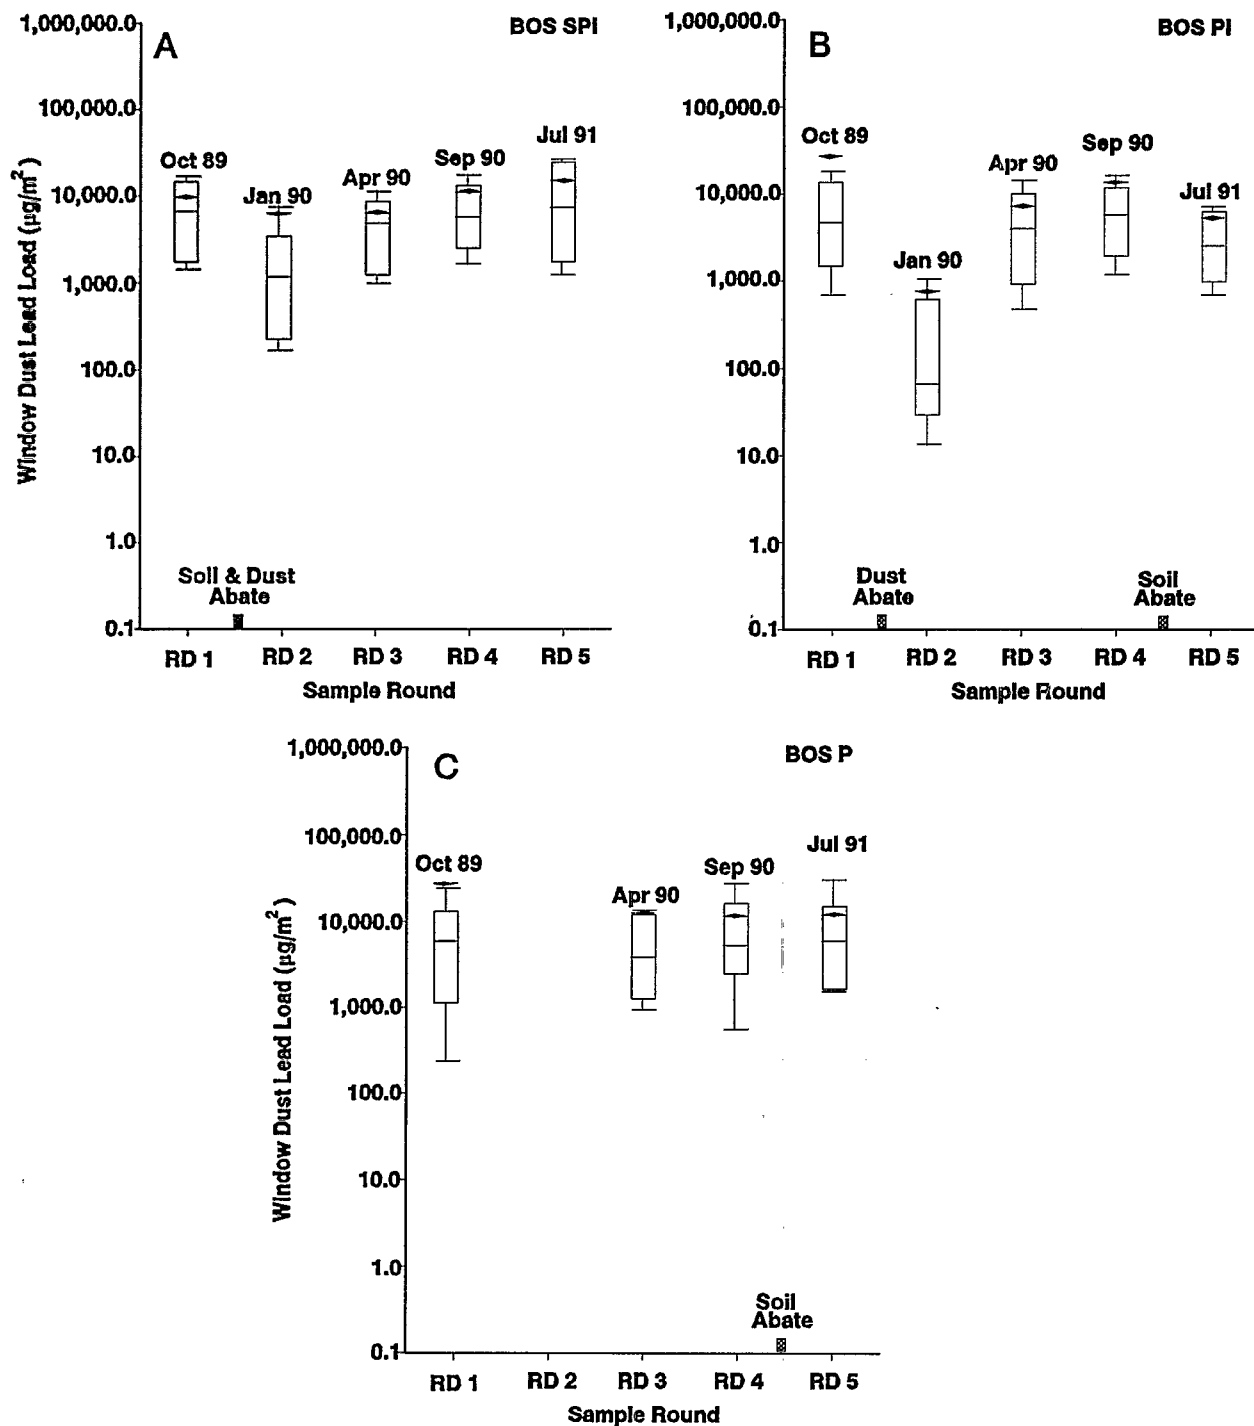 A
BOS SPI
Window Dust Lead Load (µg/m²)
1,000,000.0
100,000.0
10,000.0
1,000.0
100.0
10.0
1.0
0.1
Oct 89
Jan 90
Apr 90
Sep 90
Jul 91
Soil & Dust
Abate
RD 1 RD 2 RD 3 RD 4 RD 5
Sample Round
B
BOS PI
1,000,000.0
100,000.0
10,000.0
1,000.0
100.0
10.0
1.0
0.1
Oct 89
Jan 90
Apr 90
Sep 90
Jul 91
Dust
Abate
Soil
Abate
RD 1 RD 2 RD 3 RD 4 RD 5
Sample Round
C
BOS P
Window Dust Lead Load (µg/m²)
1,000,000.0
100,000.0
10,000.0
1,000.0
100.0
10.0
1.0
0.1
Oct 89
Apr 90
Sep 90
Jul 91
Soil
Abate
RD 1 RD 2 RD 3 RD 4 RD 5
Sample Round